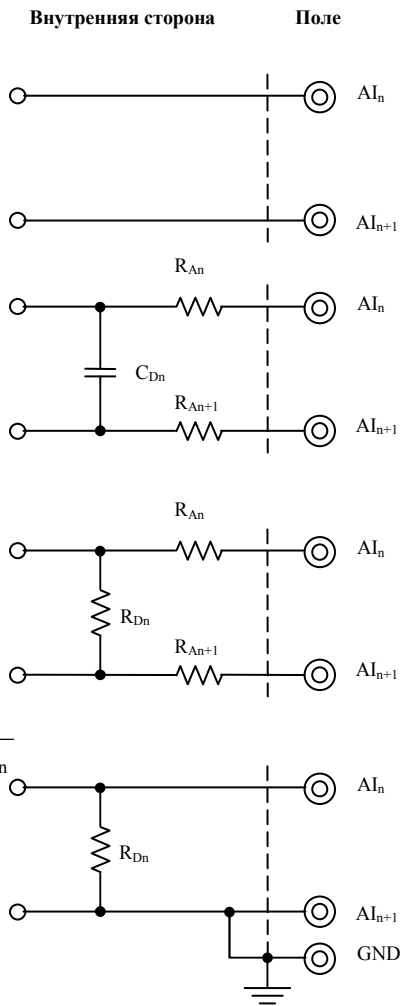 Внутренняя сторона Поле
AIn
AIn+1
RAn
AIn
CDn
RAn+1
AIn+1
RAn
AIn
RDn
RAn+1
AIn+1
n
AIn
RDn
AIn+1
GND